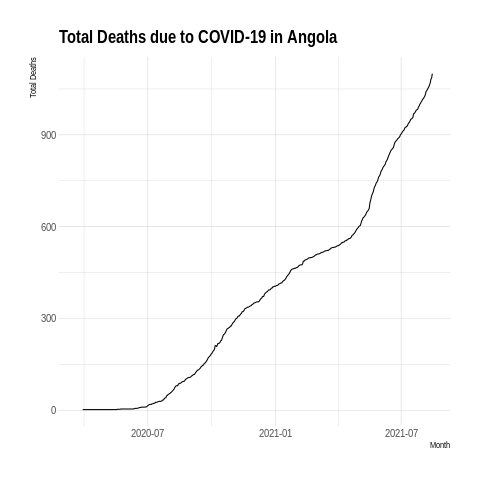 Total Deaths due to COVID-19 in Angola
Total Deaths
900
600
300
0
2020-07
2021-01
2021-07
Month